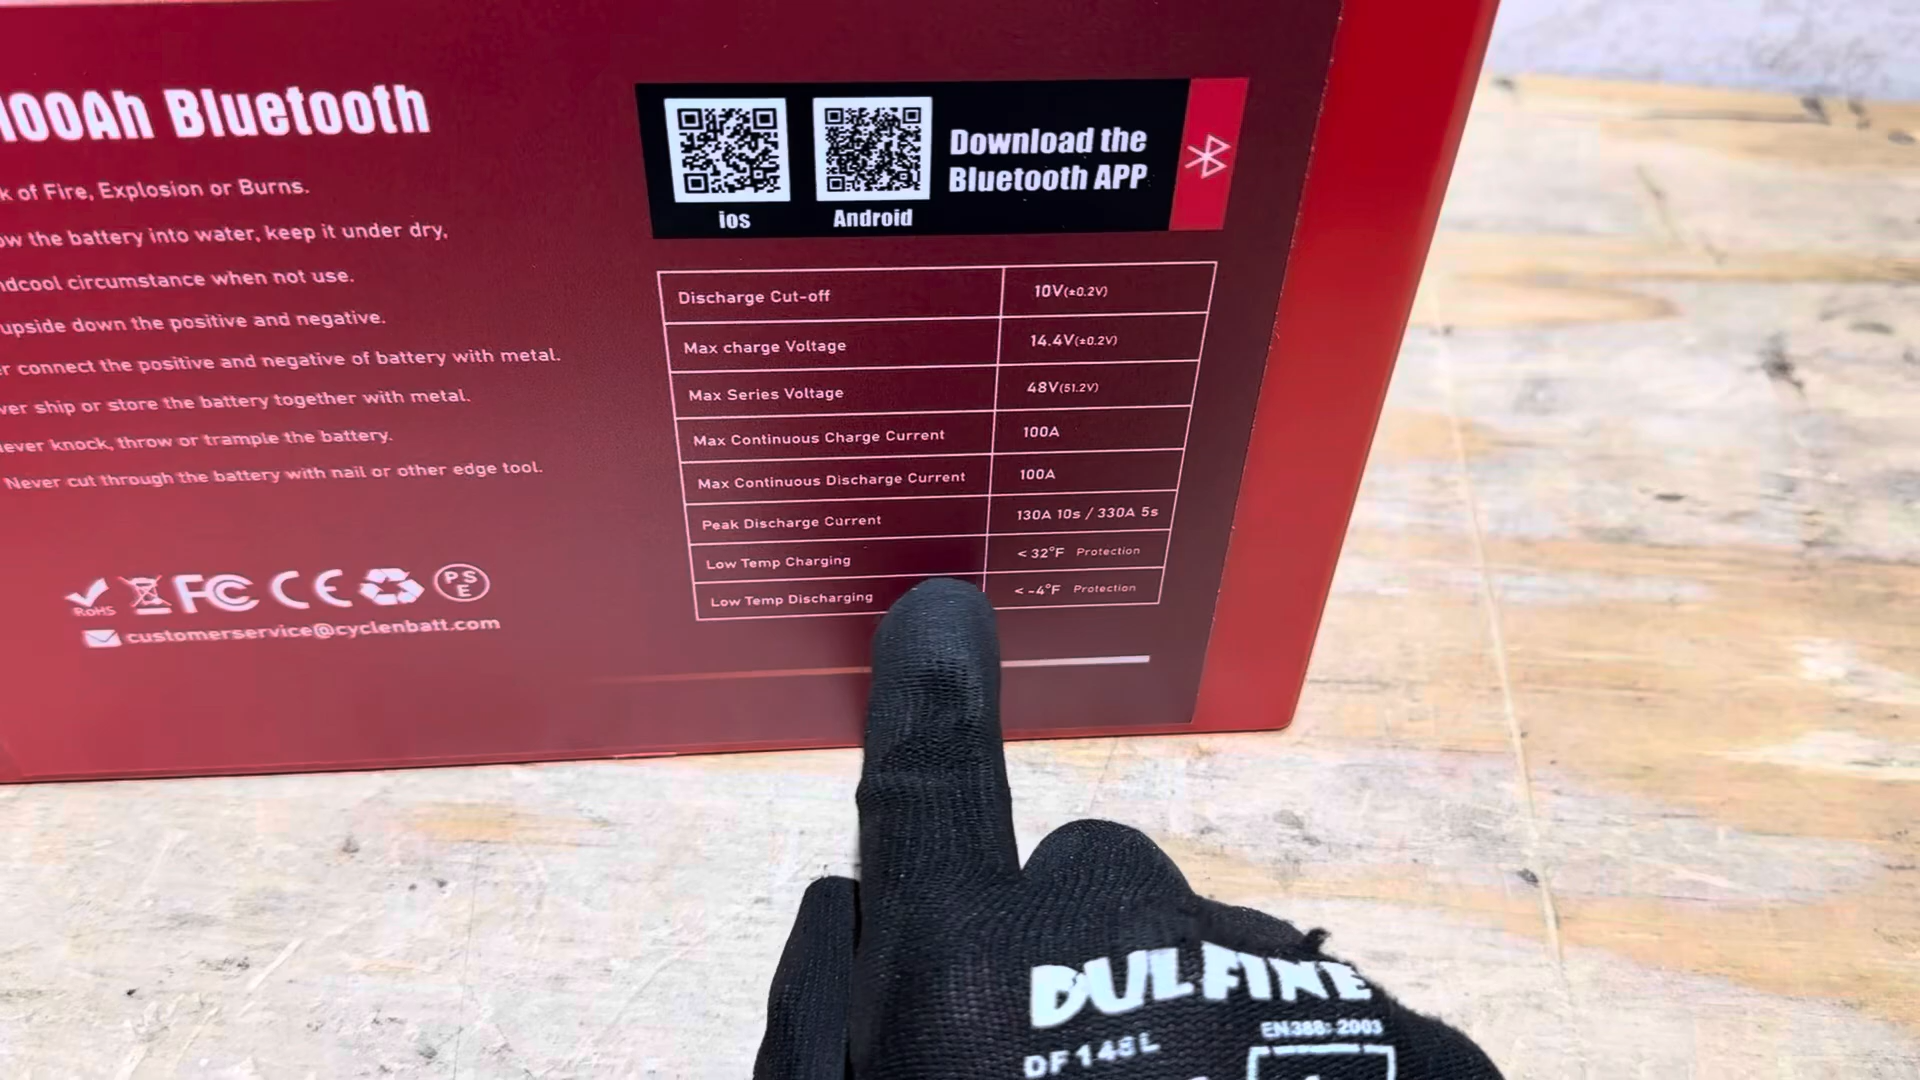 100Ah Bluetooth
k of Fire, Explosion or Burns.
ow the battery into water, keep it under dry,
ndcool circumstance when not use.
upside down the positive and negative.
r connect the positive and negative of battery with metal.
ver ship or store the battery together with metal.
never knock, throw or trample the battery.
Never cut through the battery with nail or other edge tool.
RoHS FC CE PSE
customerservice@cyclenbatt.com
ios
Android
Download the
Bluetooth APP
Discharge Cut-off 10V(±0.2V)
Max charge Voltage 14.4V(±0.2V)
Max Series Voltage 48V(51.2V)
Max Continuous Charge Current 100A
Max Continuous Discharge Current 100A
Peak Discharge Current 130A 10s / 330A 5s
Low Temp Charging <32°F Protection
Low Temp Discharging <-4°F Protection
DULFINE
EN388: 2003
DF148L